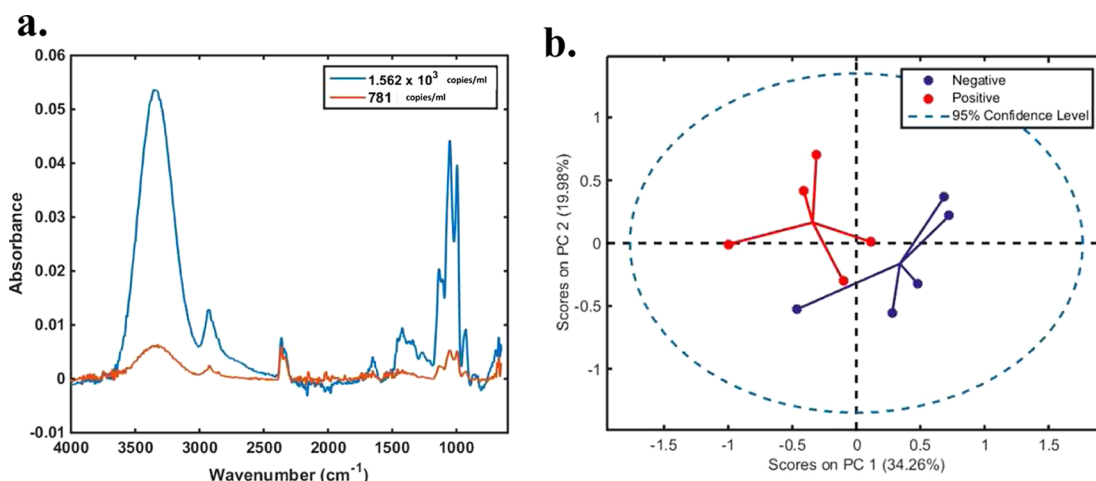 a.
0.06
0.05
0.04
0.03
0.02
0.01
0
-0.01
Absorbance
4000 3500 3000 2500 2000 1500 1000
Wavenumber (cm-1)
1.562 x 10³ copies/ml
781 copies/ml
b.
1
0.5
0
-0.5
-1
Scores on PC 2 (19.98%)
-1.5 -1 -0.5 0 0.5 1 1.5
Scores on PC 1 (34.26%)
Negative
Positive
95% Confidence Level